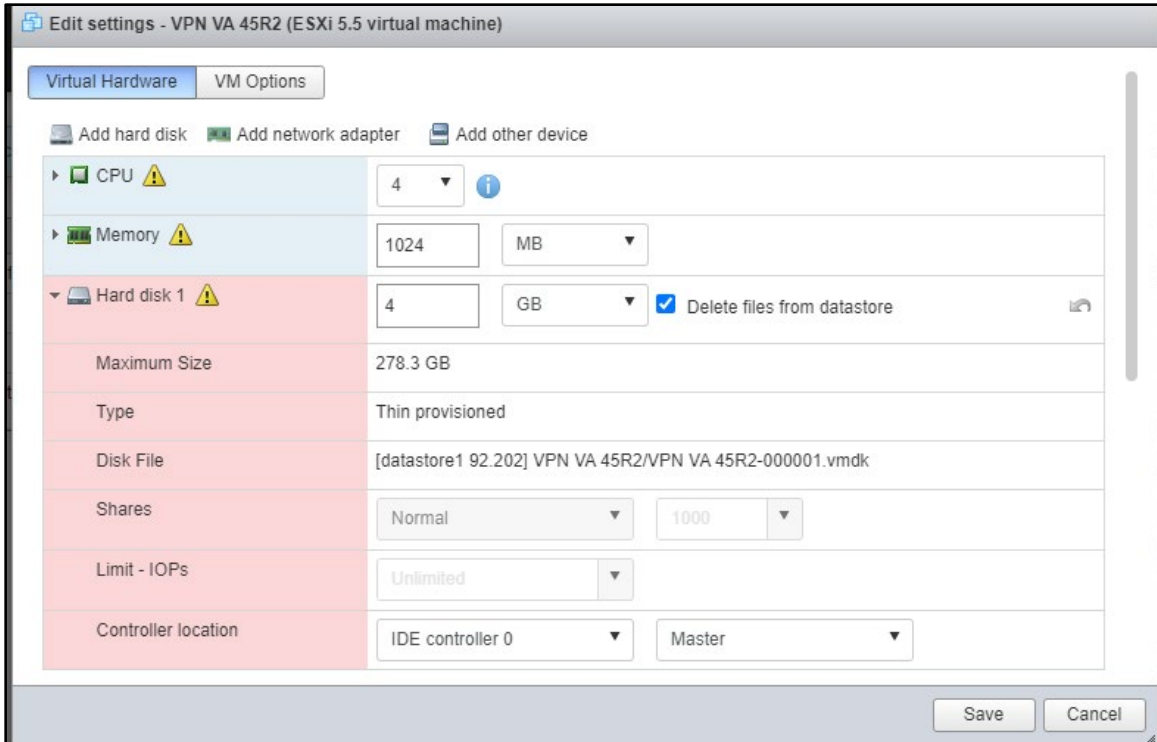 Edit settings - VPN VA 45R2 (ESXi 5.5 virtual machine)
Virtual Hardware VM Options
Add hard disk Add network adapter Add other device
CPU 4
Memory 1024 MB
Hard disk 1 4 GB Delete files from datastore
Maximum Size 278.3 GB
Type Thin provisioned
Disk File [datastore1 92.202] VPN VA 45R2/VPN VA 45R2-000001.vmdk
Shares Normal 1000
Limit - IOPs Unlimited
Controller location IDE controller 0 Master
Save Cancel